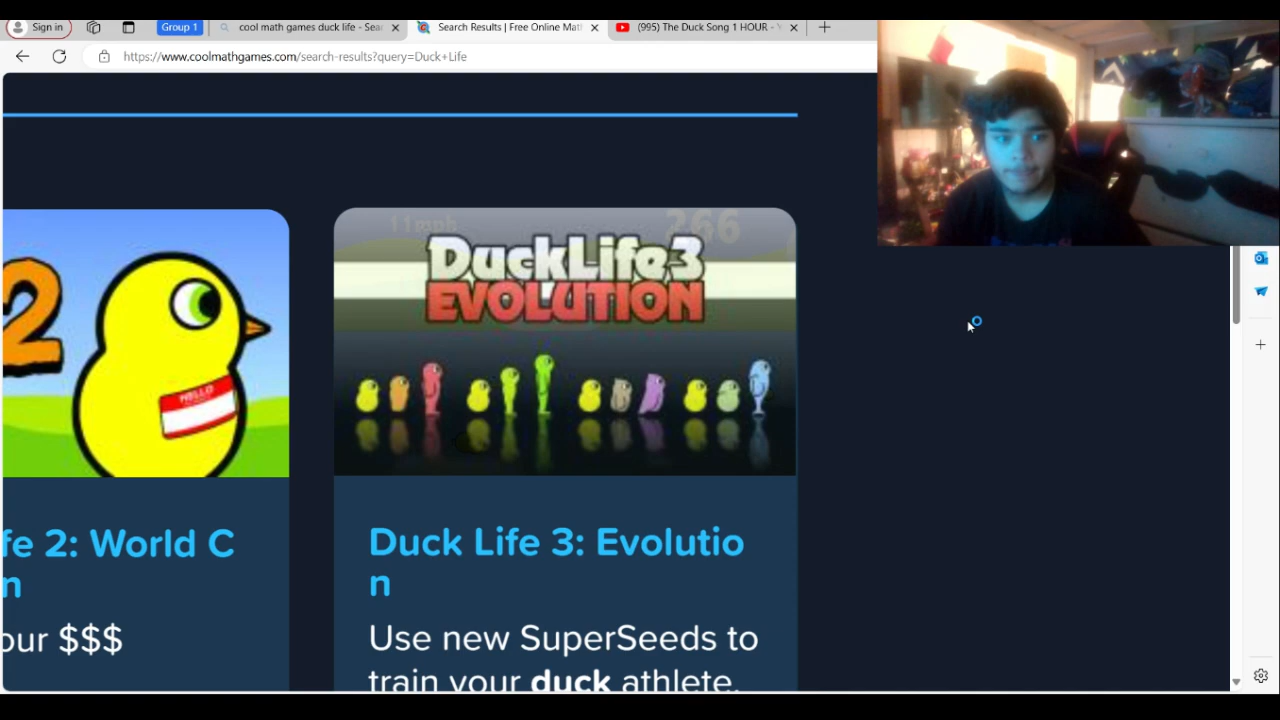 Sign in
Group 1
cool math games duck life - Sea
Search Results | Free Online Mat
(995) The Duck Song 1 HOUR - Y
https://www.coolmathgames.com/search-results?query=Duck+Life
11mph
266
DuckLife3
EVOLUTION
2
HELLO
fe 2: World C
n
our $$$
Duck Life 3: Evolutio
n
Use new SuperSeeds to
train your duck athlete.